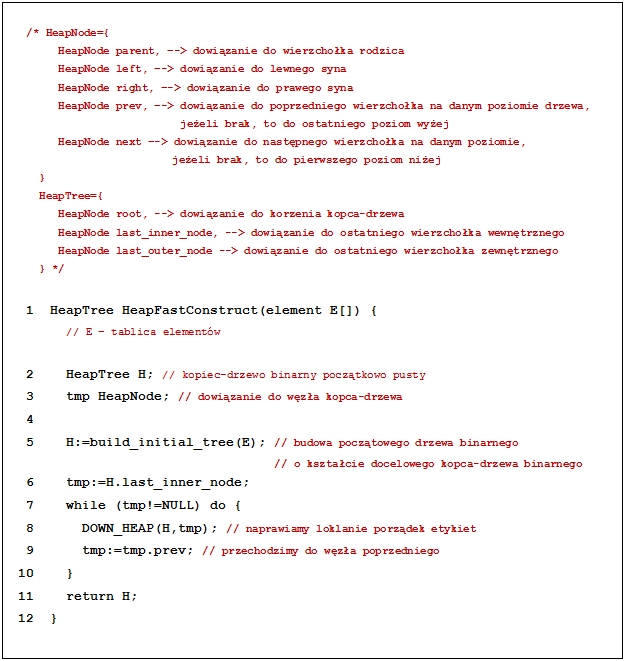 /* HeapNode={
HeapNode parent, --> dowiązanie do wierzchołka rodzica
HeapNode left, --> dowiązanie do lewnego syna
HeapNode right, --> dowiązanie do prawego syna
HeapNode prev, --> dowiązanie do poprzedniego wierzchołka na danym poziomie drzewa,
jeżeli brak, to do ostatniego poziom wyżej
HeapNode next --> dowiązanie do następnego wierzchołka na danym poziomie,
jeżeli brak, to do pierwszego poziom niżej
}
HeapTree={
HeapNode root, --> dowiązanie do korzenia kopca-drzewa
HeapNode last_inner_node, --> dowiązanie do ostatniego wierzchołka wewnętrznego
HeapNode last_outer_node --> dowiązanie do ostatniego wierzchołka zewnętrznego
} */
1 HeapTree HeapFastConstruct(element E[]) {
// E – tablica elementów
2 HeapTree H; // kopiec-drzewo binarny początkowo pusty
3 tmp HeapNode; // dowiązanie do węzła kopca-drzewa
4
5 H:=build_initial_tree(E); // budowa początowego drzewa binarnego
// o kształcie docelowego kopca-drzewa binarnego
6 tmp:=H.last_inner_node;
7 while (tmp!=NULL) do {
8 DOWN_HEAP(H,tmp); // naprawiamy loklanie porządek etykiet
9 tmp:=tmp.prev; // przechodzimy do węzła poprzedniego
10 }
11 return H;
12 }